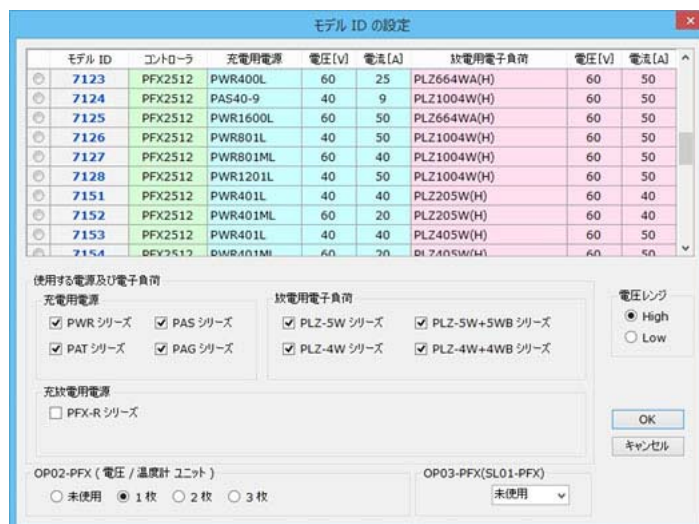 モデル ID の設定
モデル ID コントローラ 充電用電源 電圧[V] 電流[A] 放電用電子負荷 電圧[V] 電流[A]
7123 PFX2512 PWR400L 60 25 PLZ664WA(H) 60 50
7124 PFX2512 PAS40-9 40 9 PLZ1004W(H) 60 50
7125 PFX2512 PWR1600L 60 50 PLZ664WA(H) 60 50
7126 PFX2512 PWR801L 40 50 PLZ1004W(H) 60 50
7127 PFX2512 PWR801ML 60 40 PLZ1004W(H) 60 50
7128 PFX2512 PWR1201L 40 50 PLZ1004W(H) 60 50
7151 PFX2512 PWR401L 40 40 PLZ205W(H) 60 40
7152 PFX2512 PWR401ML 60 20 PLZ205W(H) 60 40
7153 PFX2512 PWR401L 40 40 PLZ405W(H) 60 50
7154 PFX2512 PWR401ML 60 20 PLZ405W(H) 60 50
使用する電源及び電子負荷
充電用電源
PWR シリーズ PAS シリーズ
PAT シリーズ PAG シリーズ
放電用電子負荷
PLZ-5W シリーズ PLZ-5W+5WB シリーズ
PLZ-4W シリーズ PLZ-4W+4WB シリーズ
電圧レンジ
High
Low
充放電用電源
PFX-R シリーズ
OK
キャンセル
OP02-PFX ( 電圧 / 温度計 ユニット )
未使用 1 枚 2 枚 3 枚
OP03-PFX(SL01-PFX)
未使用